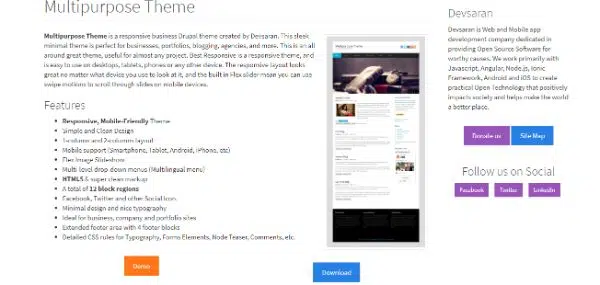 Multipurpose Theme
Multipurpose Theme is a responsive business Drupal theme created by Devsaran. This sleek
minimal theme is perfect for businesses, portfolios, blogging, agencies, and more. This is an all
around great theme, useful for almost any project. Best Responsive is a responsive theme, and
is easy to use on desktops, tablets, phones or any other device. The responsive layout looks
great no matter what device you use to look at it, and the built in Flex slider mean you can use
swipe motions to scroll through slides on mobile devices.
Features
Responsive, Mobile-Friendly Theme
Simple and Clean Design
1-column and 2-column layout
Mobile support (Smartphone, Tablet, Android, iPhone, etc)
Flex Image Slideshow
Multi-level drop-down menus (Multilingual menu)
HTML5 & super clean markup
A total of 12 block regions
Facebook, Twitter and other Social icon.
Minimal design and nice typography
Ideal for business, company and portfolio sites
Extended footer area with 4 footer blocks
Detailed CSS rules for Typography, Forms Elements, Node Teaser, Comments, etc.
Demo
Download
Devsaran
Devsaran is Web and Mobile app
development company dedicated in
providing Open Source Software for
worthy causes. We work primarily with
Javascript, Angular, Node.js, Ionic
Framework, Android and iOS to create
practical Open Technology that positively
impacts society and helps make the world
a better place.
Donate us
Site Map
Follow us on Social
Facebook
Twitter
LinkedIn